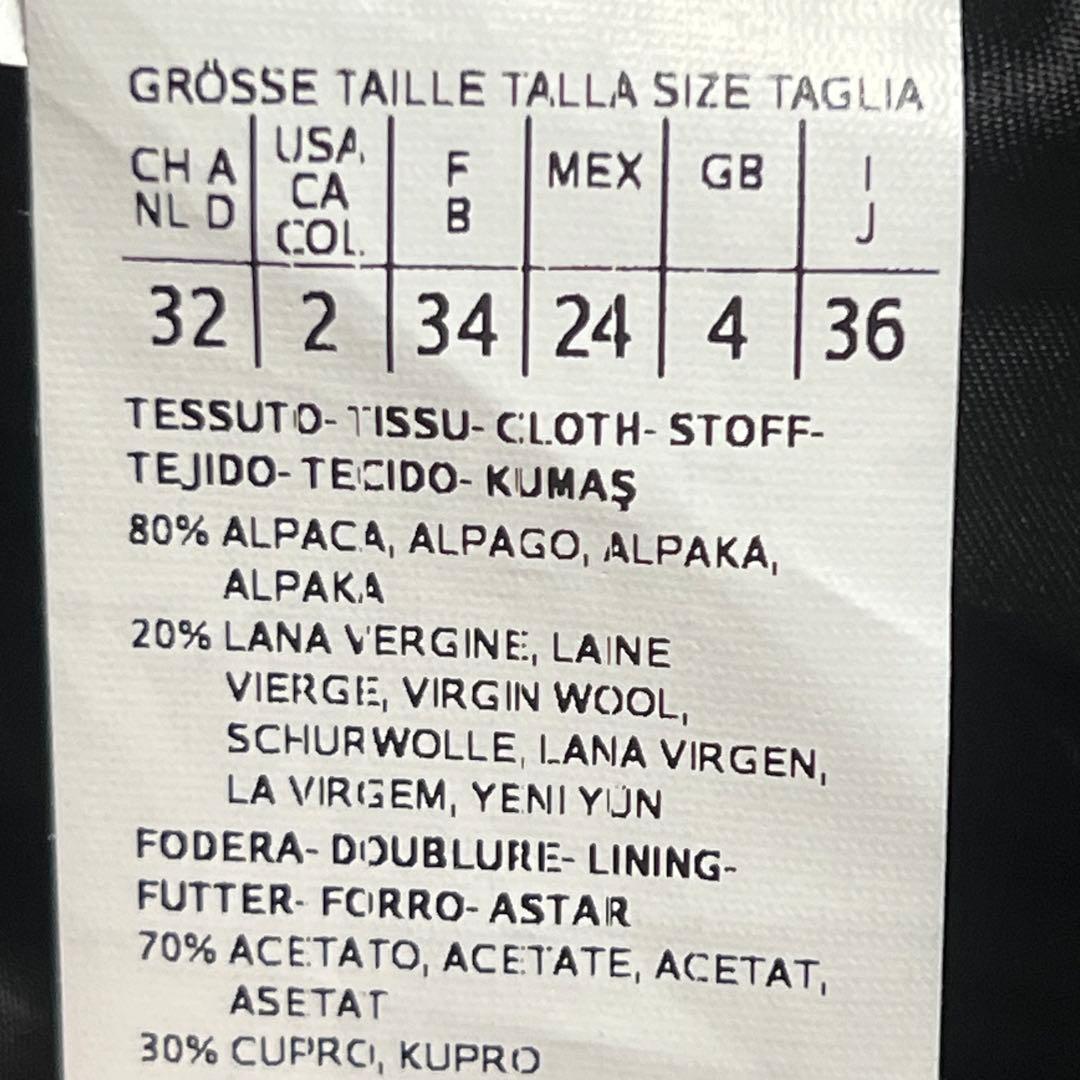 GRÖSSE TAILLE TALLA SIZE TAGLIA
CH A USA, F MEX GB I
NL D CA B J
COL.
32 2 34 24 4 36
TESSUTO- TISSU- CLOTH- STOFF-
TEJIDO- TECIDO- KUMAŞ
80% ALPACA, ALPAGO, ALPAKA,
ALPAKA
20% LANA VERGINE, LAINE
VIERGE, VIRGIN WOOL,
SCHURWOLLE, LANA VIRGEN,
LA VIRGEM, YENI YÜN
FODERA- DOUBLURE- LINING-
FUTTER- FORRO- ASTAR
70% ACETATO, ACETATE, ACETAT,
ASETAT
30% CUPRO, KUPRO